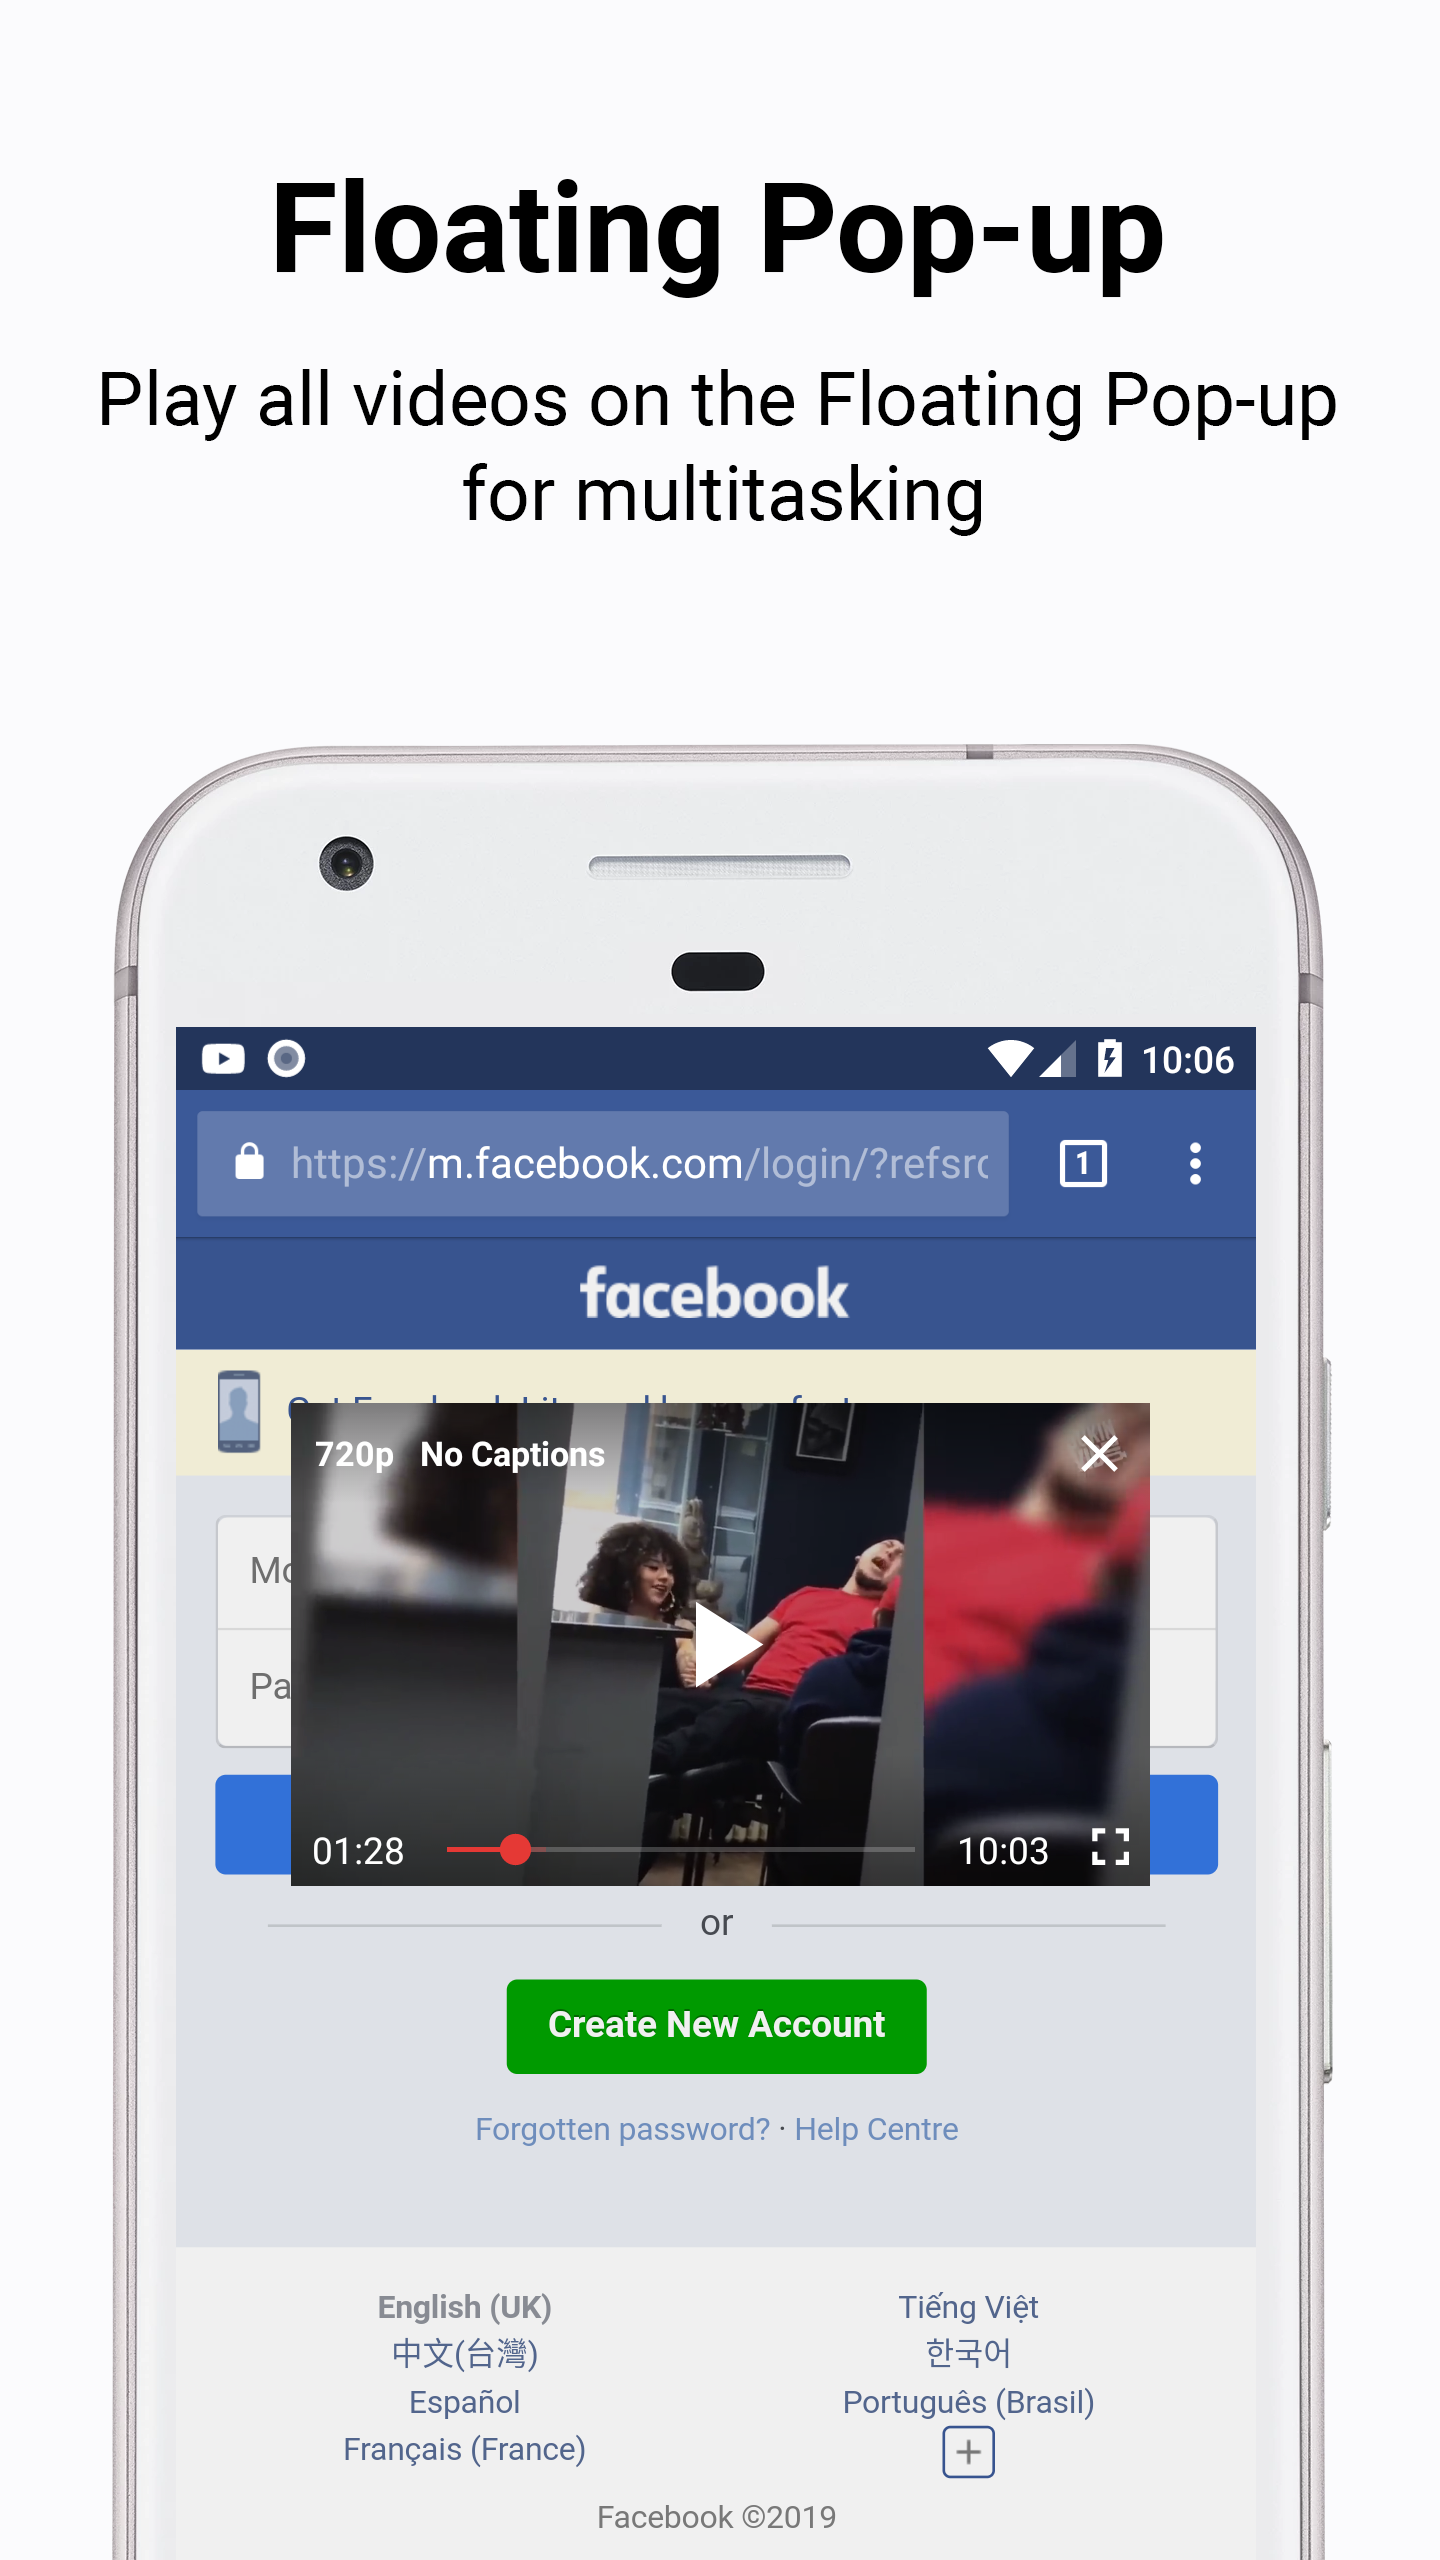 Floating Pop-up
Play all videos on the Floating Pop-up
for multitasking
10:06
https://m.facebook.com/login/?refsrc
1
facebook
720p No Captions
Mo
Pa
01:28
10:03
or
Create New Account
Forgotten password? · Help Centre
English (UK)
Tiếng Việt
中文(台灣)
한국어
Español
Português (Brasil)
Français (France)
Facebook ©2019